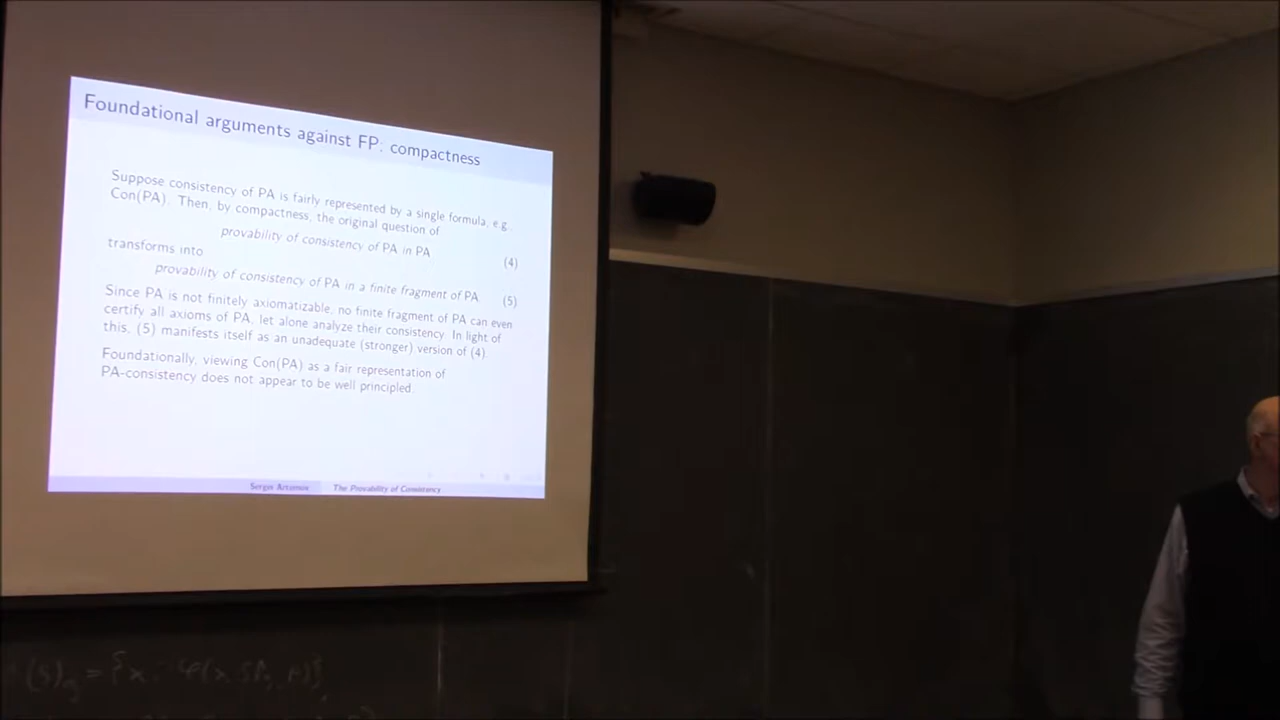 Foundational arguments against FP: compactness
Suppose consistency of PA is fairly represented by a single formula, e.g.
Con(PA). Then, by compactness, the original question of
provability of consistency of PA in PA (4)
transforms into
provability of consistency of PA in a finite fragment of PA (5)
Since PA is not finitely axiomatizable, no finite fragment of PA can even
certify all axioms of PA, let alone analyze their consistency. In light of
this, (5) manifests itself as an unadequate (stronger) version of (4).
Foundationally, viewing Con(PA) as a fair representation of
PA-consistency does not appear to be well principled.
Sergei Artemov The Provability of Consistency